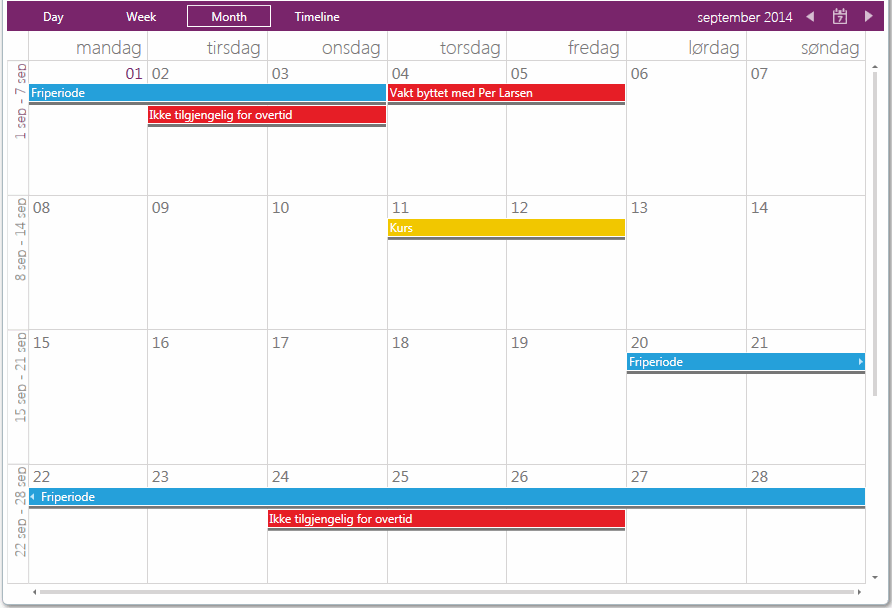 Day Week Month Timeline september 2014
7
mandag tirsdag onsdag torsdag fredag lørdag søndag
1 sep - 7 sep
01 02 03 04 05 06 07
Friperiode Vakt byttet med Per Larsen
Ikke tilgjengelig for overtid
8 sep - 14 sep
08 09 10 11 12 13 14
Kurs
15 sep - 21 sep
15 16 17 18 19 20 21
Friperiode
22 sep - 28 sep
22 23 24 25 26 27 28
Friperiode
Ikke tilgjengelig for overtid